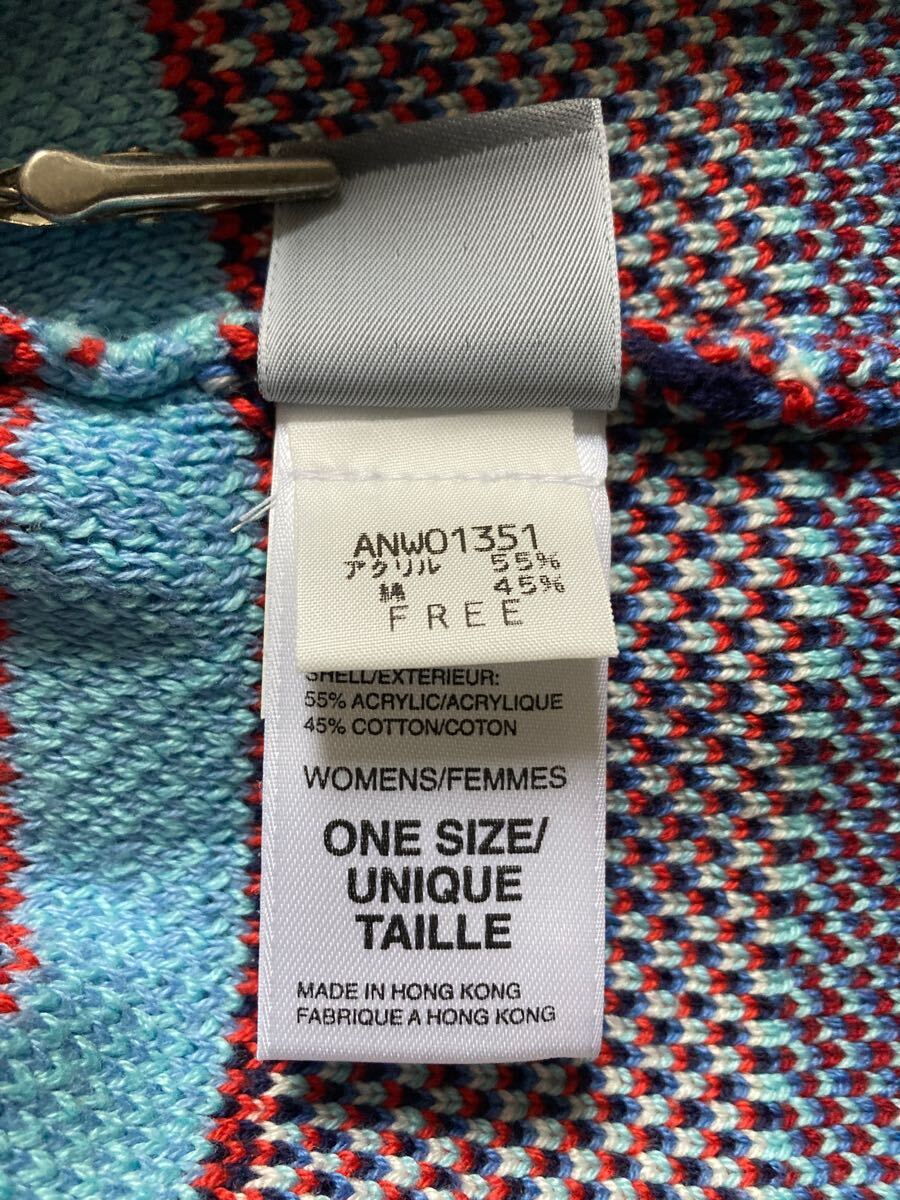 ANW01351
アクリル 55%
綿 45%
FREE
SHELL/EXTERIEUR:
55% ACRYLIC/ACRYLIQUE
45% COTTON/COTON
WOMENS/FEMMES
ONE SIZE/
UNIQUE
TAILLE
MADE IN HONG KONG
FABRIQUE A HONG KONG